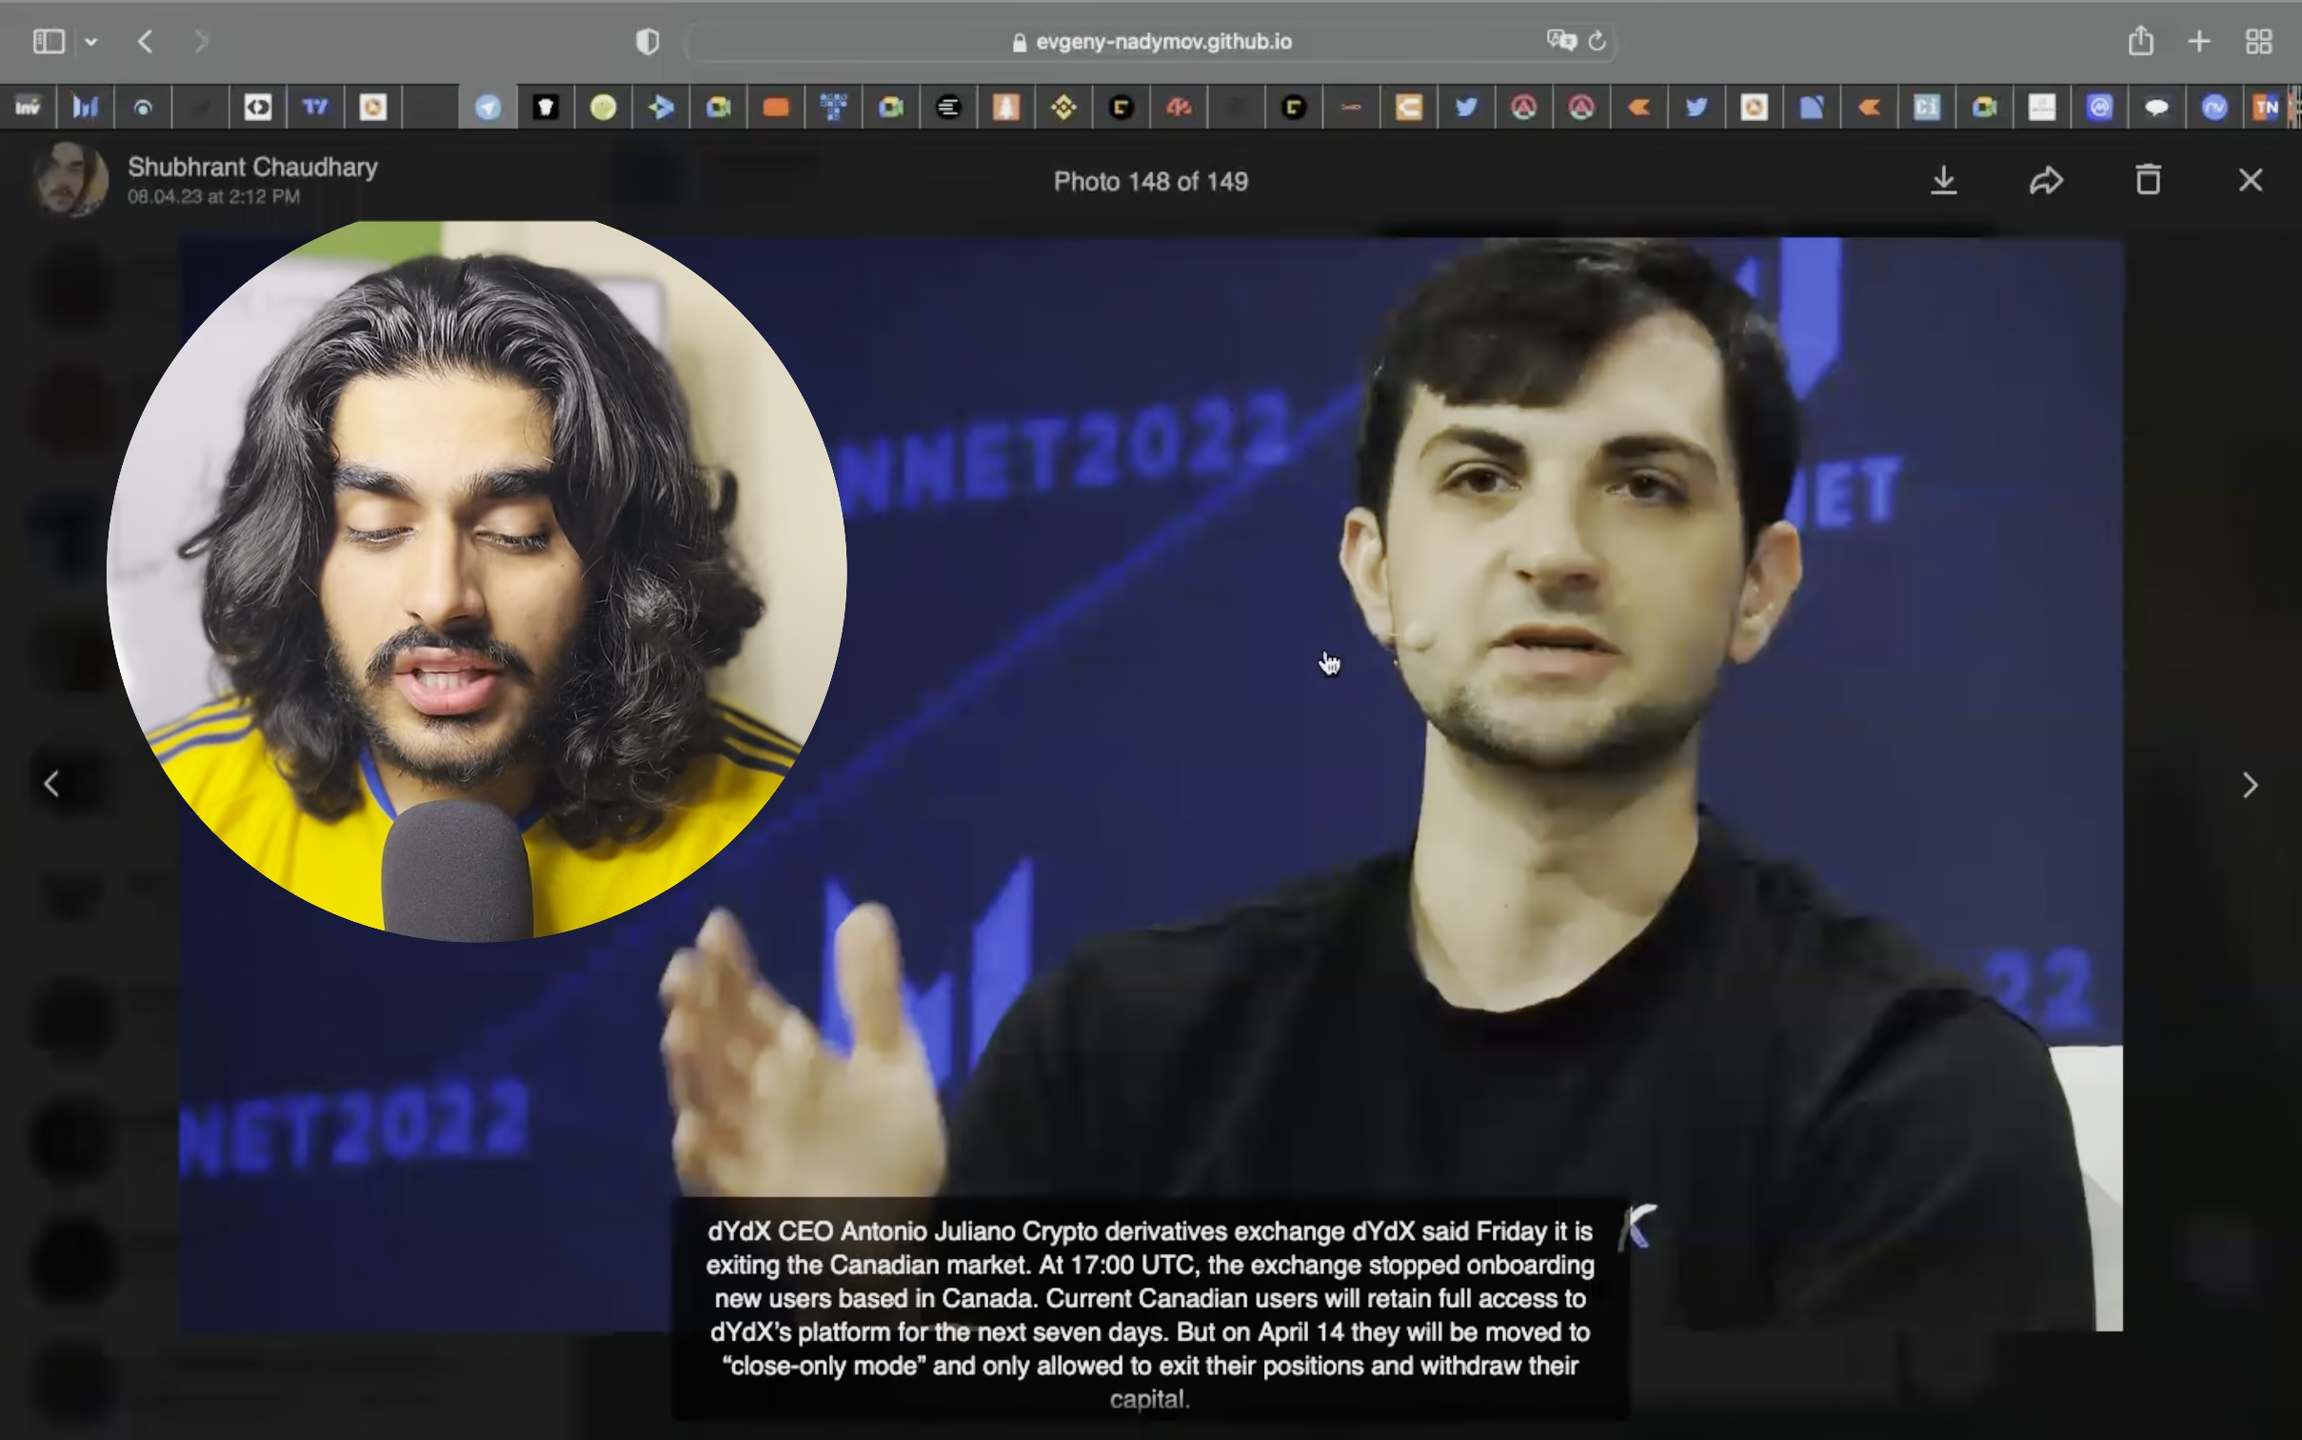 evgeny-nadymov.github.io
Shubhrant Chaudhary
08.04.23 at 2:12 PM
Photo 148 of 149
NNET2022
NET
22
NET2022
dYdX CEO Antonio Juliano Crypto derivatives exchange dYdX said Friday it is
exiting the Canadian market. At 17:00 UTC, the exchange stopped onboarding
new users based in Canada. Current Canadian users will retain full access to
dYdX’s platform for the next seven days. But on April 14 they will be moved to
“close-only mode” and only allowed to exit their positions and withdraw their
capital.